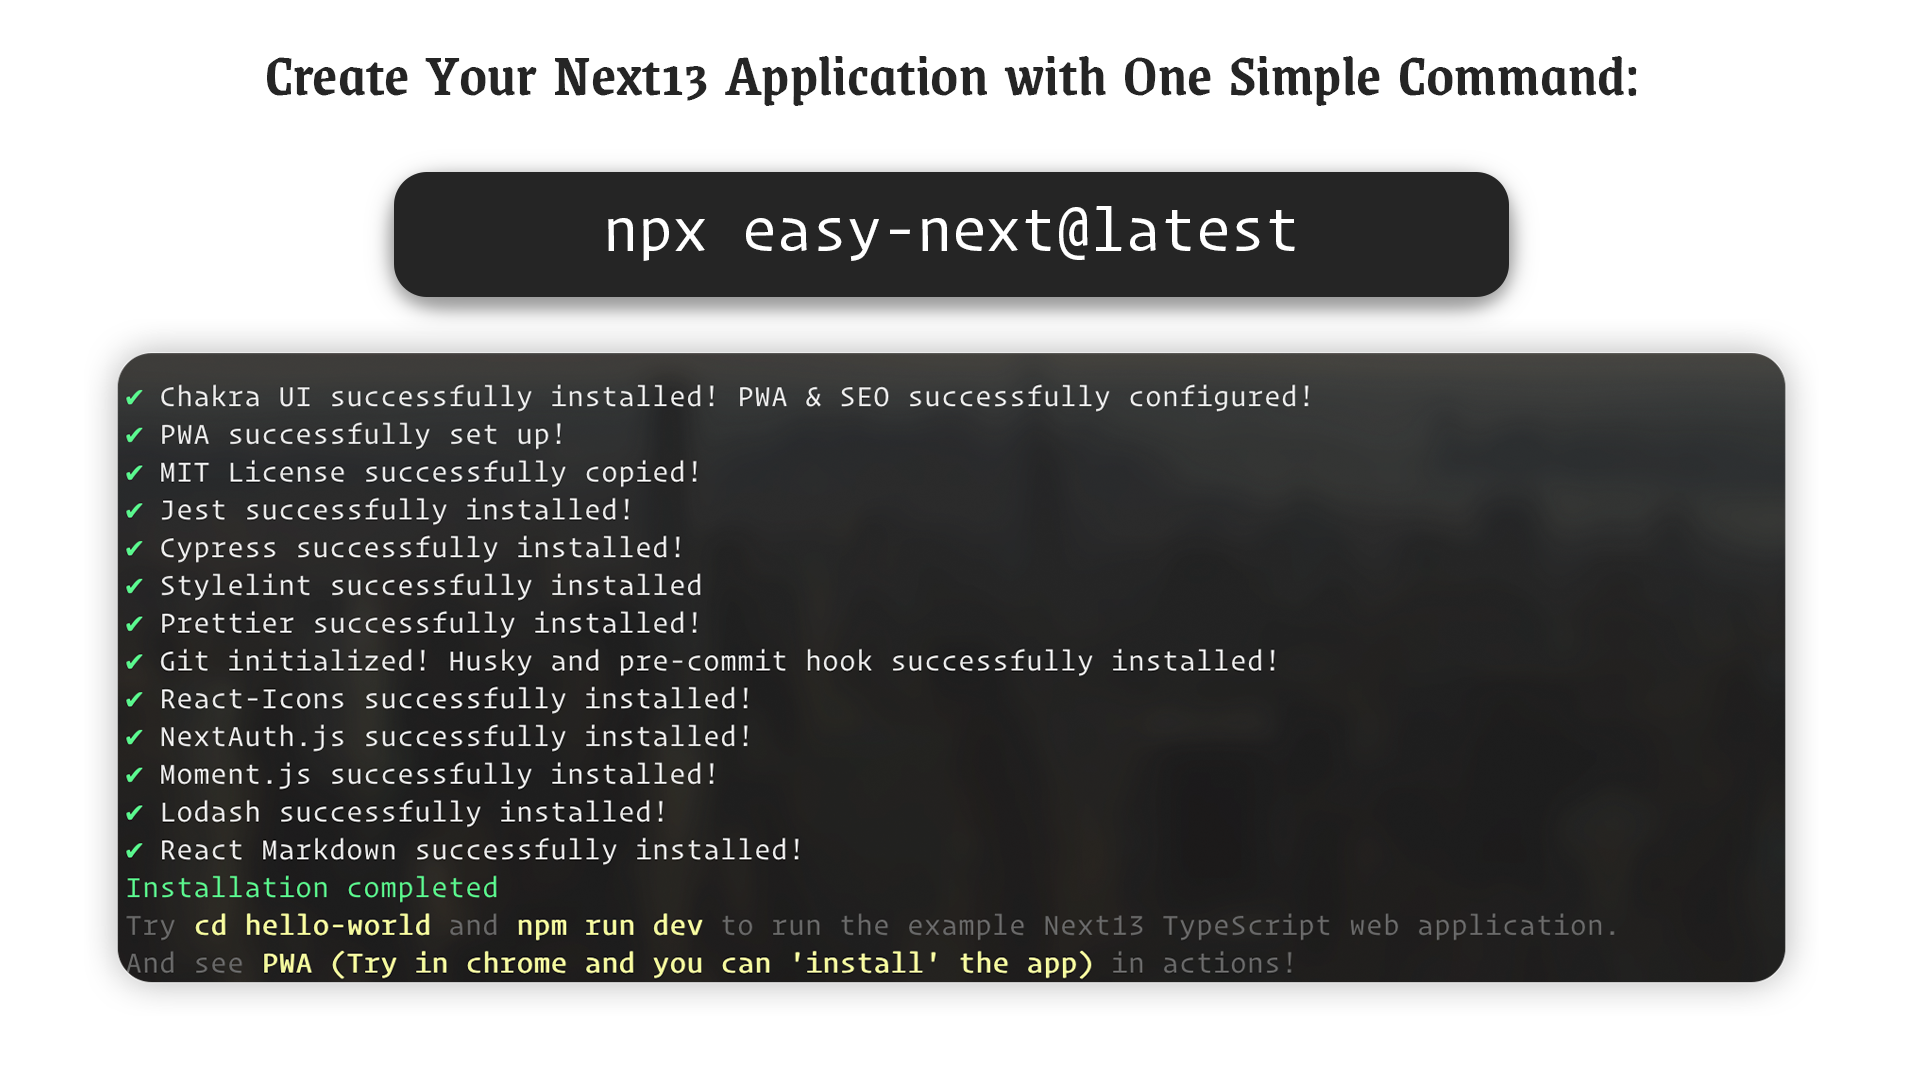 Create Your Next13 Application with One Simple Command:
npx easy-next@latest
✔ Chakra UI successfully installed! PWA & SEO successfully configured!
✔ PWA successfully set up!
✔ MIT License successfully copied!
✔ Jest successfully installed!
✔ Cypress successfully installed!
✔ Stylelint successfully installed
✔ Prettier successfully installed!
✔ Git initialized! Husky and pre-commit hook successfully installed!
✔ React-Icons successfully installed!
✔ NextAuth.js successfully installed!
✔ Moment.js successfully installed!
✔ Lodash successfully installed!
✔ React Markdown successfully installed!
Installation completed
Try cd hello-world and npm run dev to run the example Next13 TypeScript web application.
And see PWA (Try in chrome and you can 'install' the app) in actions!